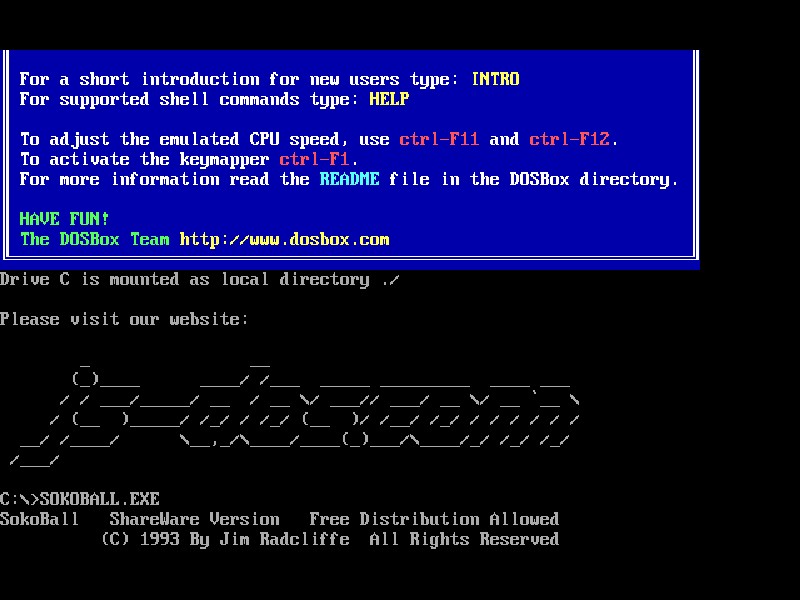 For a short introduction for new users type: INTRO
For supported shell commands type: HELP
To adjust the emulated CPU speed, use ctrl-F11 and ctrl-F12.
To activate the keymapper ctrl-F1.
For more information read the README file in the DOSBox directory.
HAVE FUN!
The DOSBox Team http://www.dosbox.com
Drive C is mounted as local directory ./
Please visit our website:
js-dos.com
C:\>SOKOBALL.EXE
SokoBall   ShareWare Version   Free Distribution Allowed
(C) 1993 By Jim Radcliffe  All Rights Reserved